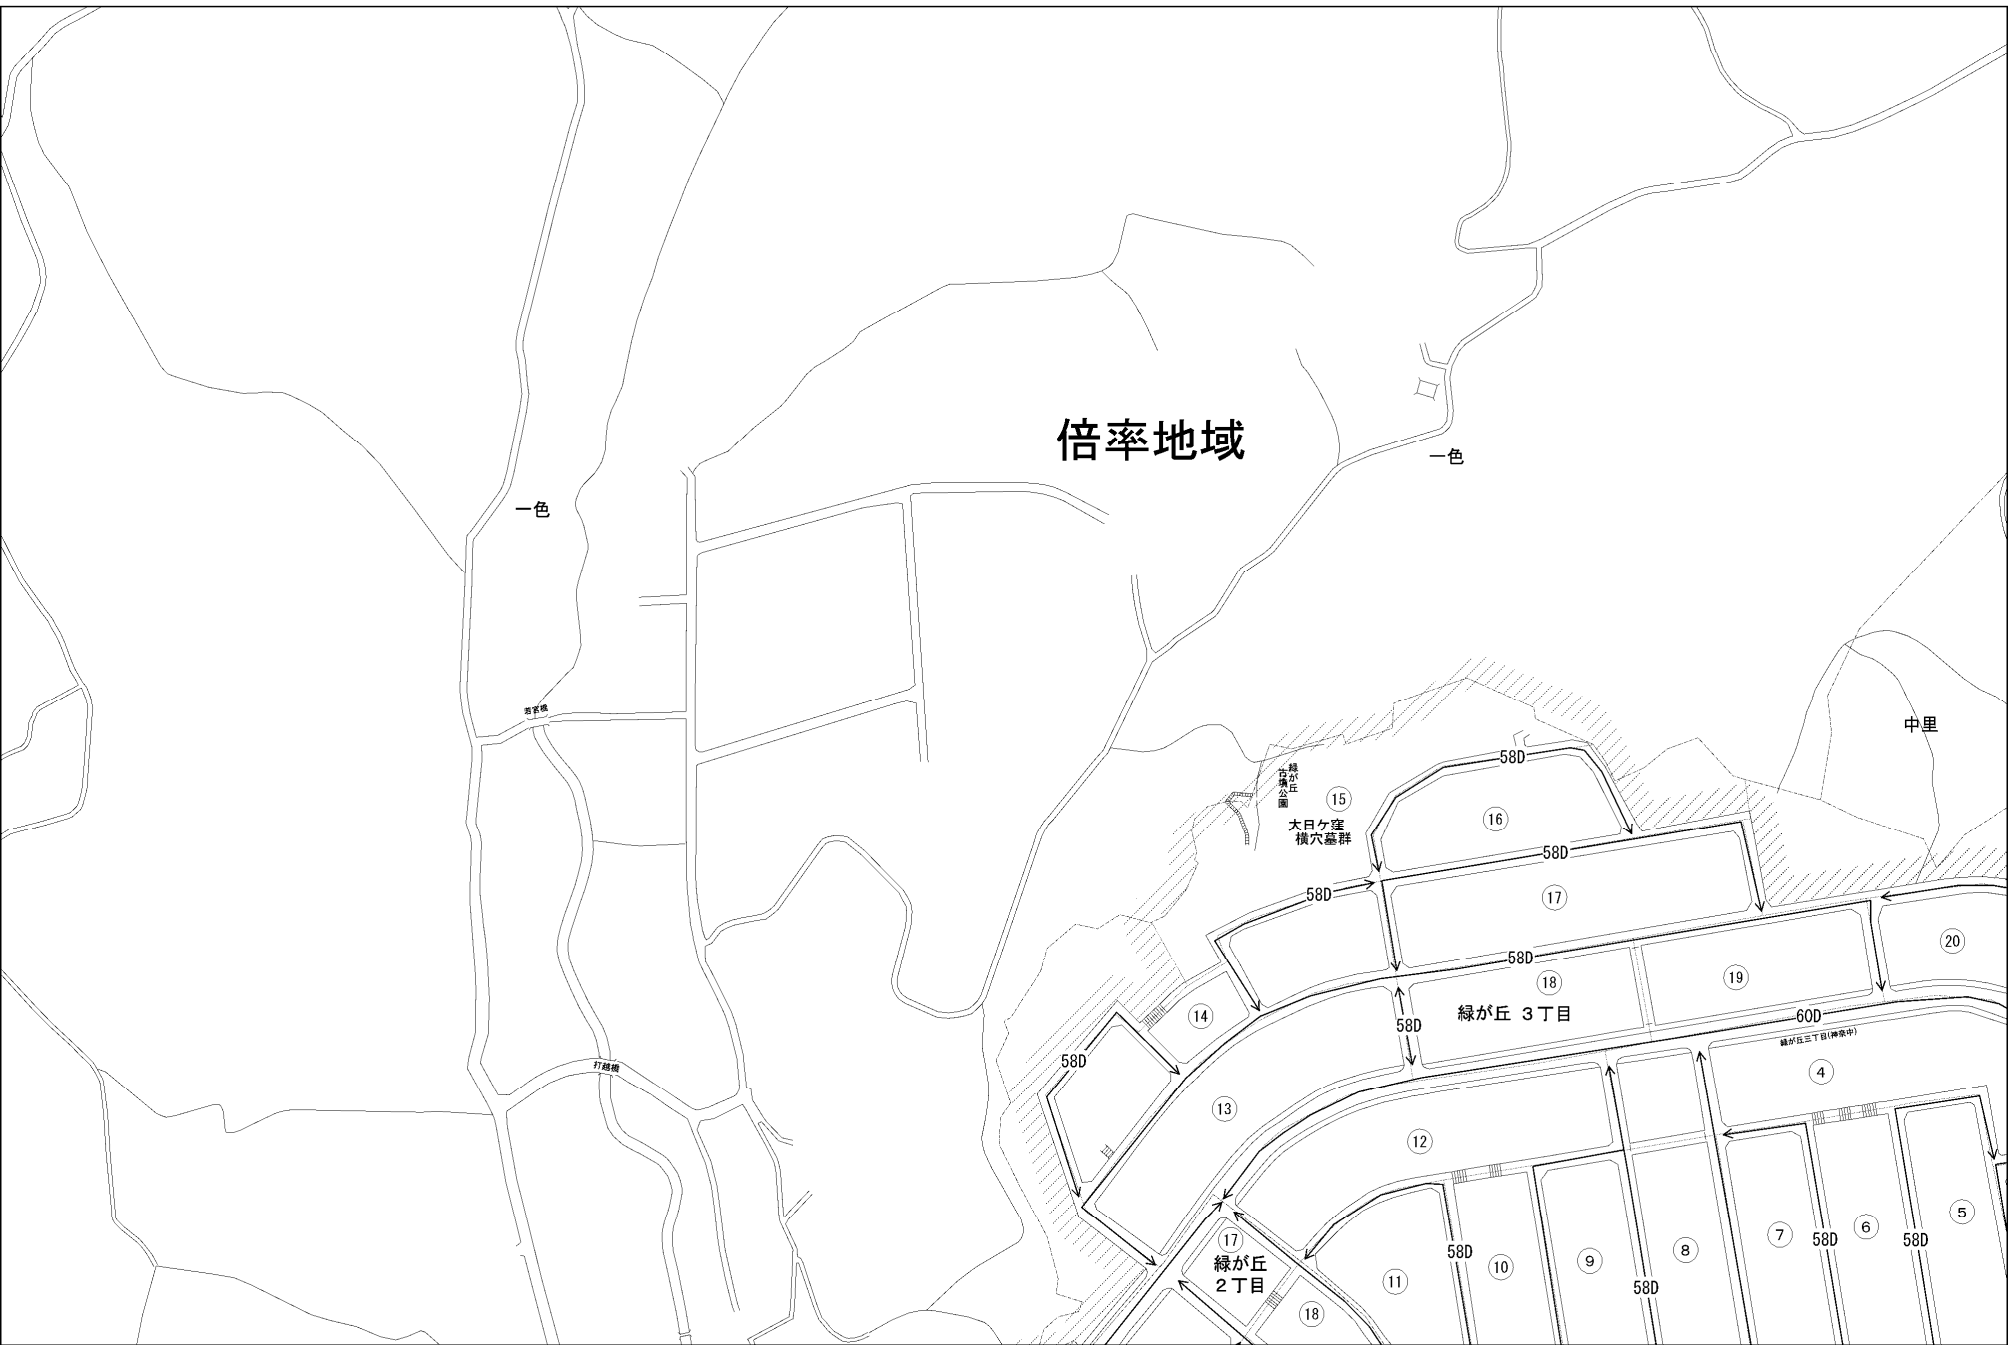 倍率地域
一色
一色
若宮橋
中里
58D
緑が丘
古墳公園
⑮
⑯
大日ケ窪
横穴墓群
58D
58D
⑰
58D
⑳
⑱
⑲
緑が丘 3丁目
58D
60D
緑が丘三丁目(神奈中)
⑭
58D
58D
打越橋
④
⑬
⑫
⑤
⑥
⑦
⑧
⑨
⑩
⑪
58D
58D
58D
58D
⑰
緑が丘
2丁目
⑱